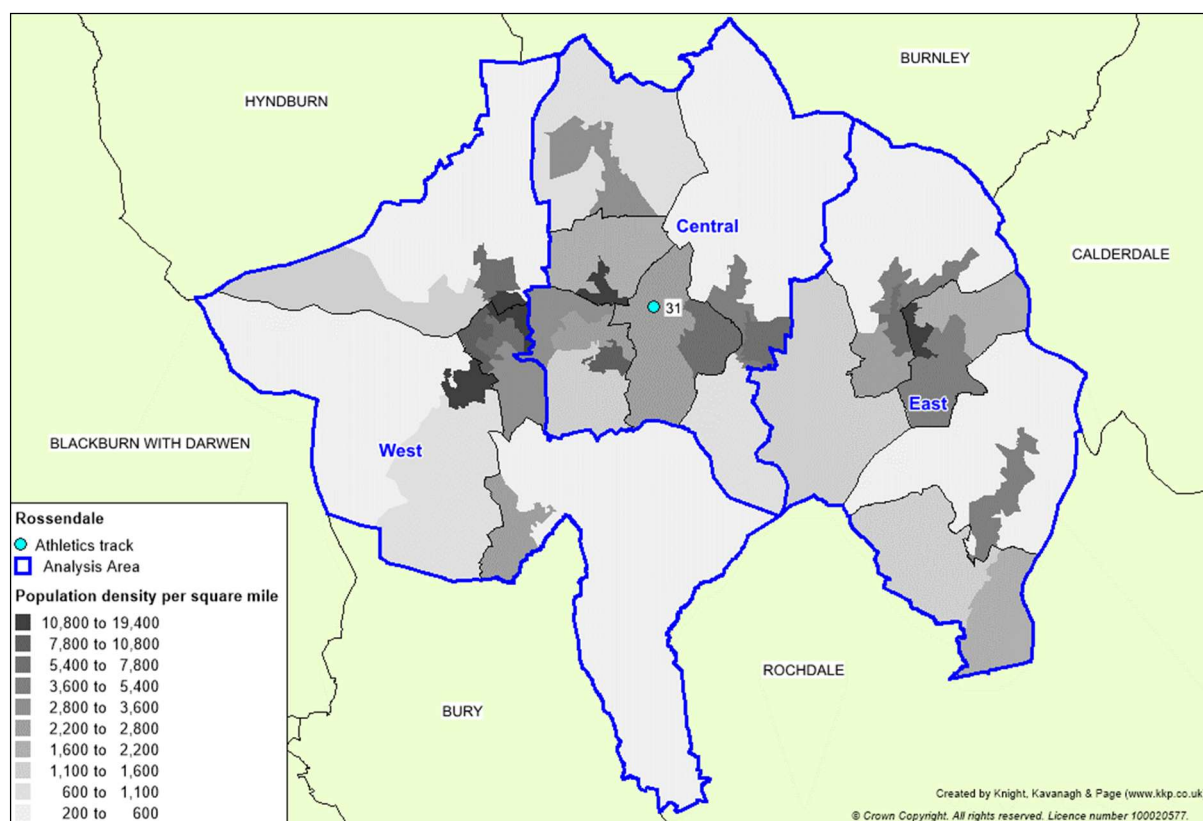 BURNLEY
HYNDBURN
Central
CALDERDALE
31
East
BLACKBURN WITH DARWEN
West
Rossendale
Athletics track
Analysis Area
Population density per square mile
10,800 to 19,400
7,800 to 10,800
5,400 to 7,800
3,600 to 5,400
2,800 to 3,600
2,200 to 2,800
1,600 to 2,200
1,100 to 1,600
600 to 1,100
200 to 600
ROCHDALE
BURY
Created by Knight, Kavanagh & Page (www.kkp.co.uk
© Crown Copyright. All rights reserved. Licence number 100020577.